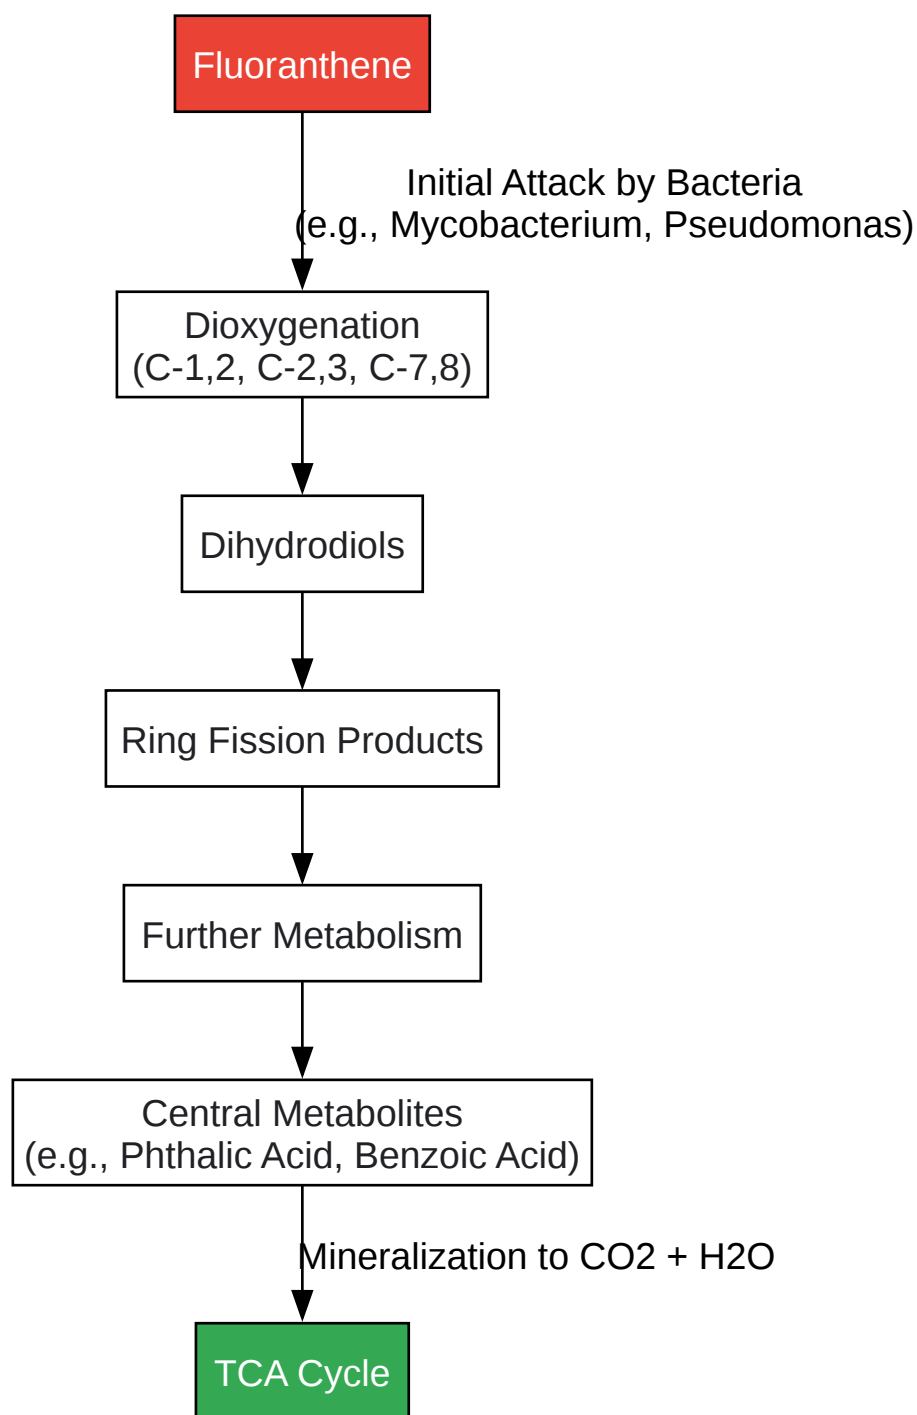 Fluoranthene
Initial Attack by Bacteria
(e.g., Mycobacterium, Pseudomonas)
Dioxygenation
(C-1,2, C-2,3, C-7,8)
Dihydrodiols
Ring Fission Products
Further Metabolism
Central Metabolites
(e.g., Phthalic Acid, Benzoic Acid)
Mineralization to CO2 + H2O
TCA Cycle